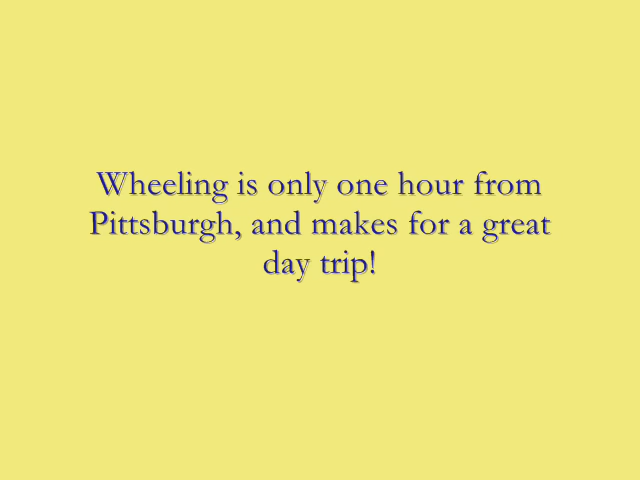 Wheeling is only one hour from
Pittsburgh, and makes for a great
day trip!